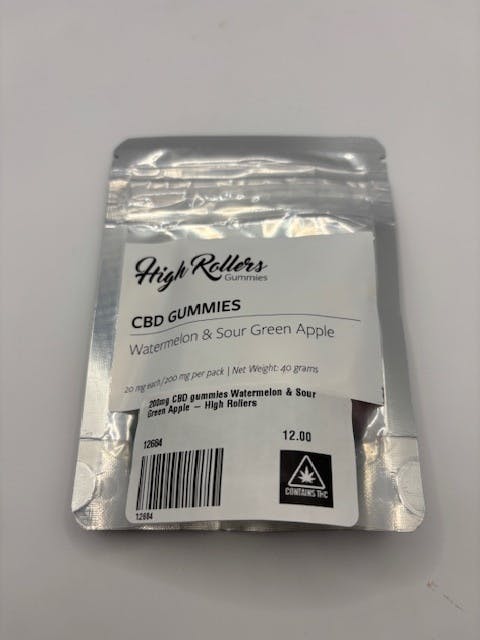 High Rollers
Gummies
CBD GUMMIES
Watermelon & Sour Green Apple
20 mg each/200 mg per pack | Net Weight: 40 grams
200mg CBD gummies Watermelon & Sour
Green Apple — High Rollers
12684
12.00
CONTAINS THC
12684